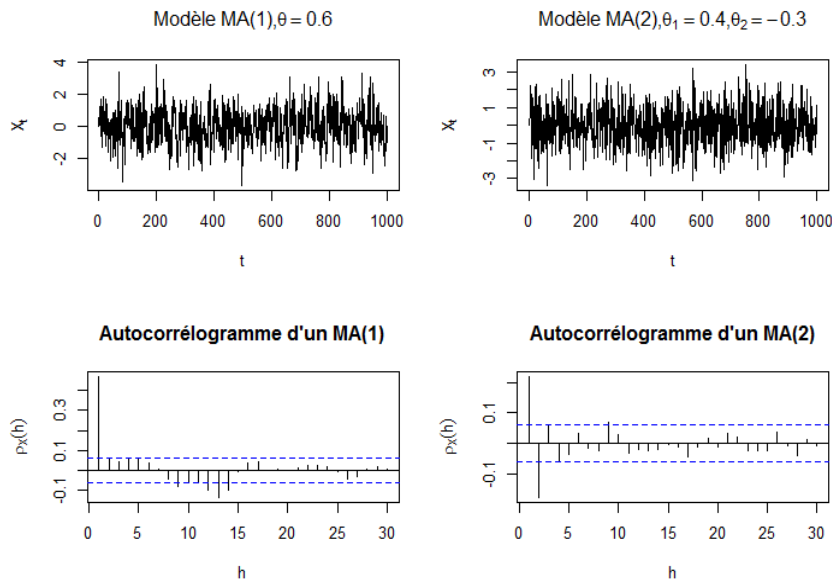 Modèle MA(1),θ = 0.6
Xt
4
2
0
-2
0 200 400 600 800 1000
t
Modèle MA(2),θ1 = 0.4,θ2 = −0.3
Xt
3
1
-1
-3
0 200 400 600 800 1000
t
Autocorrélogramme d'un MA(1)
ρX(h)
0.3
0.1
-0.1
0 5 10 15 20 25 30
h
Autocorrélogramme d'un MA(2)
ρX(h)
0.1
-0.1
0 5 10 15 20 25 30
h